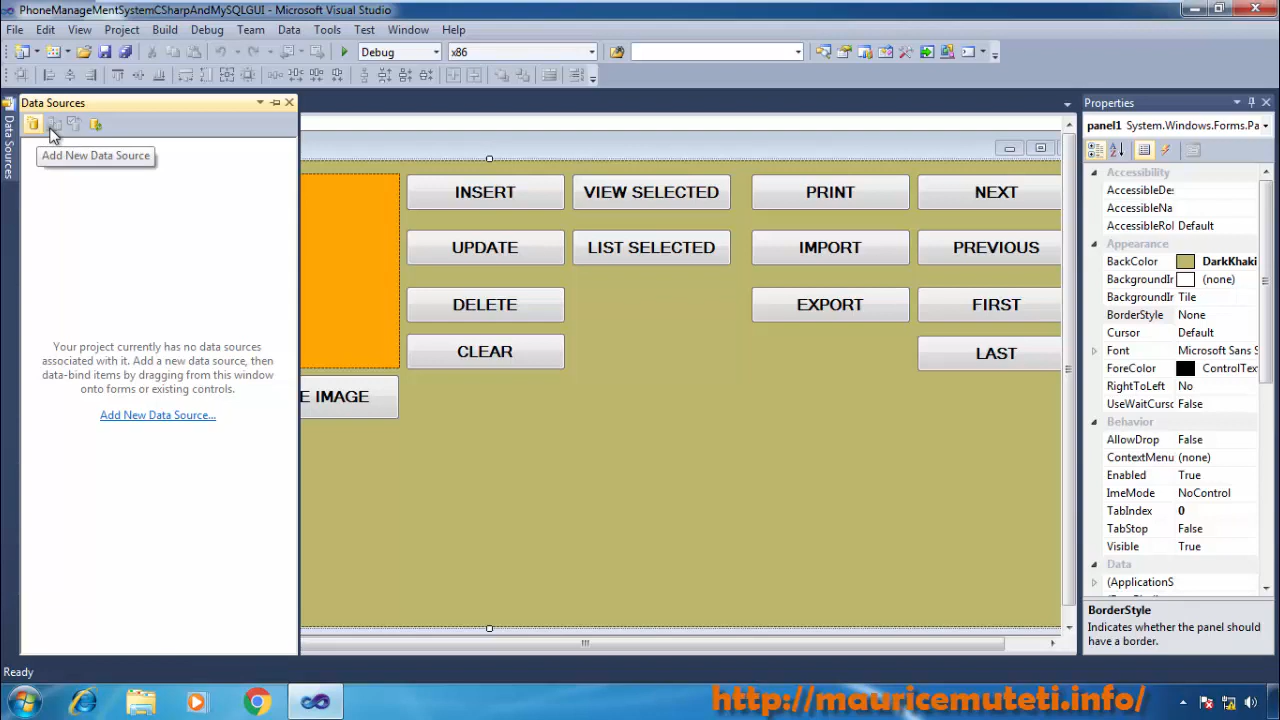 PhoneManageMentSystemCSharpAndMySQLGUI - Microsoft Visual Studio
File Edit View Project Build Debug Team Data Tools Test Window Help
Debug x86
Data Sources
Data Sources
Add New Data Source
Your project currently has no data sources
associated with it. Add a new data source, then
data-bind items by dragging from this window
onto forms or existing controls.
Add New Data Source...
INSERT VIEW SELECTED PRINT NEXT
UPDATE LIST SELECTED IMPORT PREVIOUS
DELETE EXPORT FIRST
CLEAR LAST
E IMAGE
Properties
panel1 System.Windows.Forms.Pa
Accessibility
AccessibleDes
AccessibleNa
AccessibleRol Default
Appearance
BackColor DarkKhaki
BackgroundIr (none)
BackgroundIr Tile
BorderStyle None
Cursor Default
Font Microsoft Sans S
ForeColor ControlTex
RightToLeft No
UseWaitCursc False
Behavior
AllowDrop False
ContextMenu (none)
Enabled True
ImeMode NoControl
TabIndex 0
TabStop False
Visible True
Data
(ApplicationS
BorderStyle
Indicates whether the panel should
have a border.
Ready
http://mauricemuteti.info/